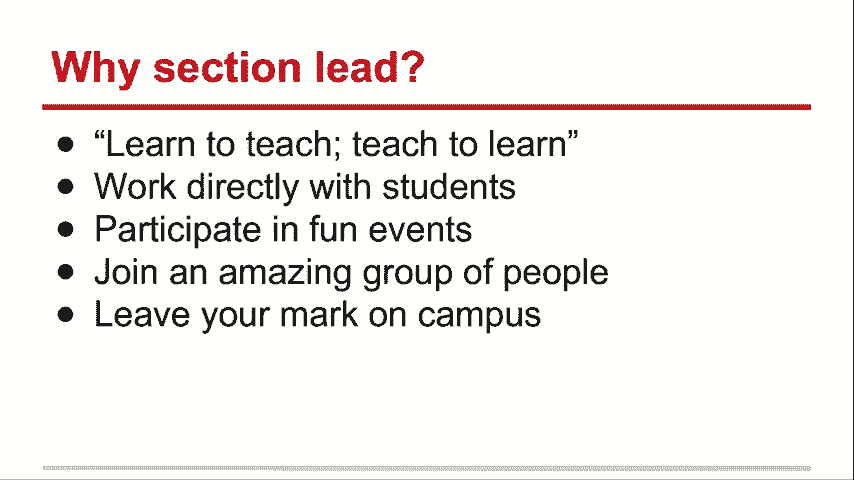 Why section lead?
● “Learn to teach; teach to learn”
● Work directly with students
● Participate in fun events
● Join an amazing group of people
● Leave your mark on campus